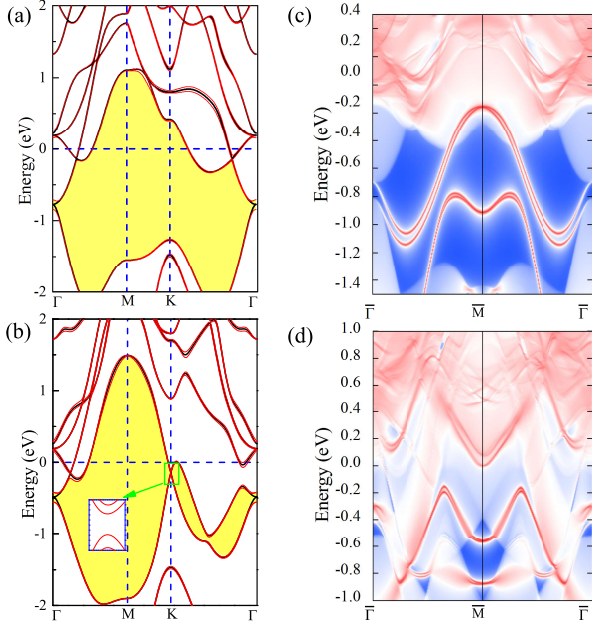 (a)
Energy (eV)
2
1
0
-1
-2
Γ
M
K
Γ
(c)
Energy (eV)
0.4
0.2
0.0
-0.2
-0.4
-0.6
-0.8
-1.0
-1.2
-1.4
Γ̅
M̅
Γ̅
(b)
Energy (eV)
2
1
0
-1
-2
Γ
M
K
Γ
(d)
Energy (eV)
1.0
0.8
0.6
0.4
0.2
0.0
-0.2
-0.4
-0.6
-0.8
-1.0
Γ̅
M̅
Γ̅